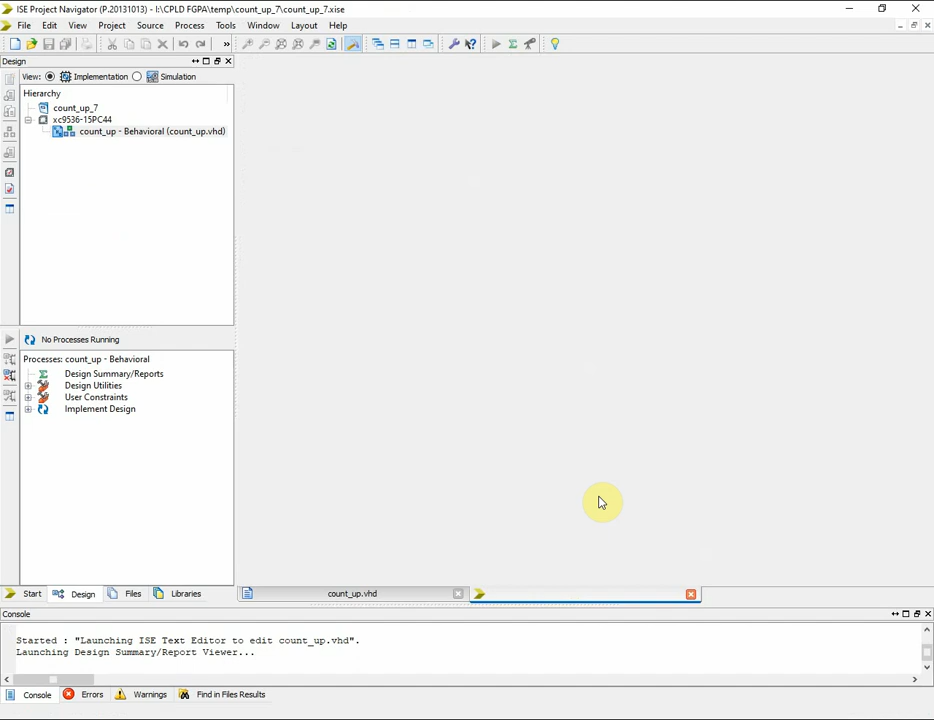 ISE Project Navigator (P.20131013) - I:\CPLD FGPA\temp\count_up_7\count_up_7.xise
File Edit View Project Source Process Tools Window Layout Help
»
Design
View: Implementation Simulation
Hierarchy
count_up_7
xc9536-15PC44
count_up - Behavioral (count_up.vhd)
No Processes Running
Processes: count_up - Behavioral
Design Summary/Reports
Design Utilities
User Constraints
Implement Design
Start Design Files Libraries
count_up.vhd
Console
Started : "Launching ISE Text Editor to edit count_up.vhd".
Launching Design Summary/Report Viewer...
Console Errors Warnings Find in Files Results